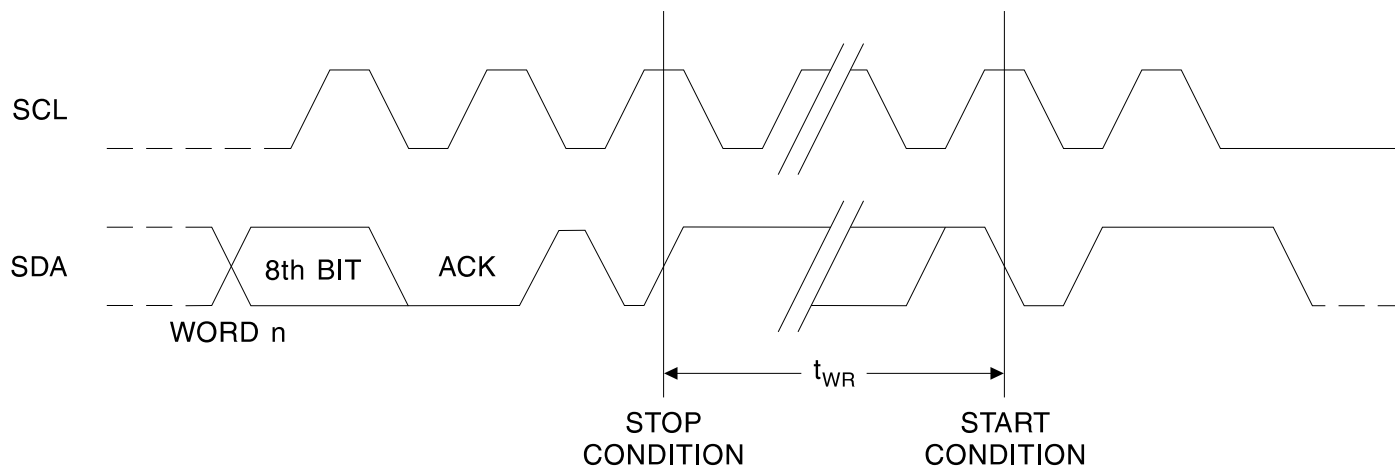 SCL
SDA
8th BIT
ACK
WORD n
tWR
STOP
CONDITION
START
CONDITION